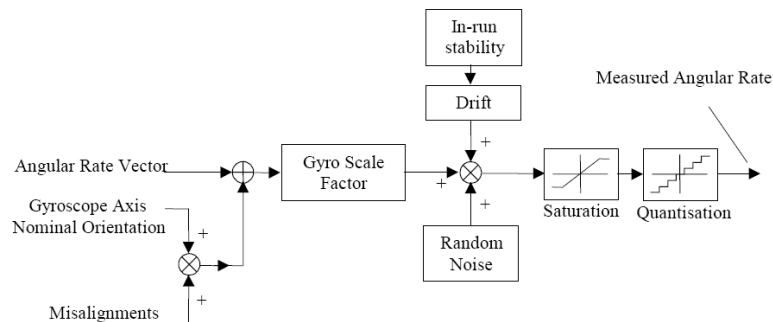 In-run
stability
Measured Angular Rate
Drift
+
Angular Rate Vector
Gyro Scale
Factor
+
Gyroscope Axis
Nominal Orientation
+
+
Random
Noise
Saturation
Quantisation
Misalignments
+